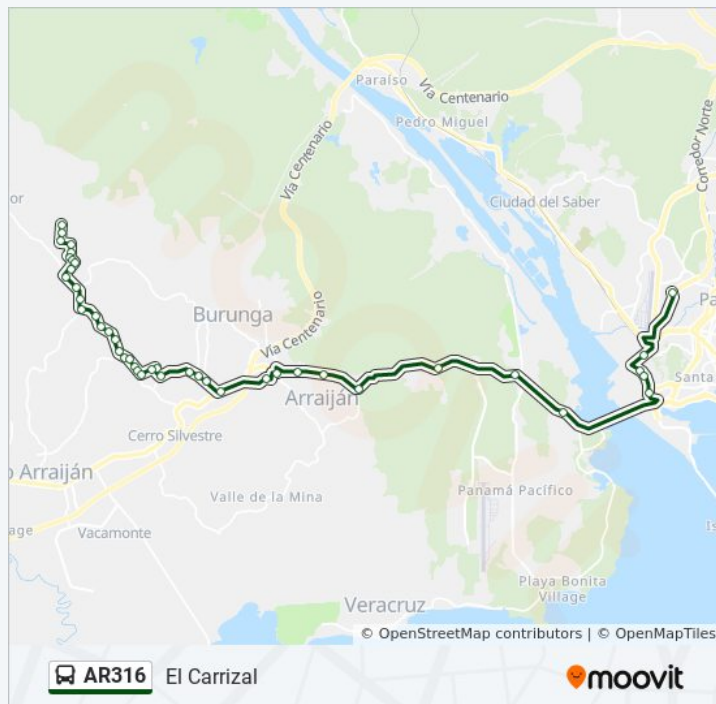 Paraíso
Vía Centenario
Pedro Miguel
Corredor Norte
Ciudad del Saber
or
Vía Centenario
Pa
Burunga
Vía Centenario
Santa
Arraiján
Cerro Silvestre
o Arraiján
Valle de la Mina
Panamá Pacífico
age
Vacamonte
Is
Playa Bonita
Village
Veracruz
© OpenStreetMap contributors | © OpenMapTiles
AR316 El Carrizal
moovit